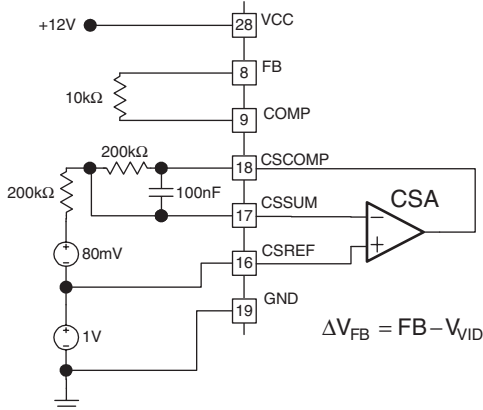 +12V
28 VCC
8 FB
10kΩ
9 COMP
200kΩ
18 CSCOMP
200kΩ
100nF
17 CSSUM
CSA
80mV
16 CSREF
19 GND
1V
ΔV_FB = FB – V_VID
– +
+ –
+ –